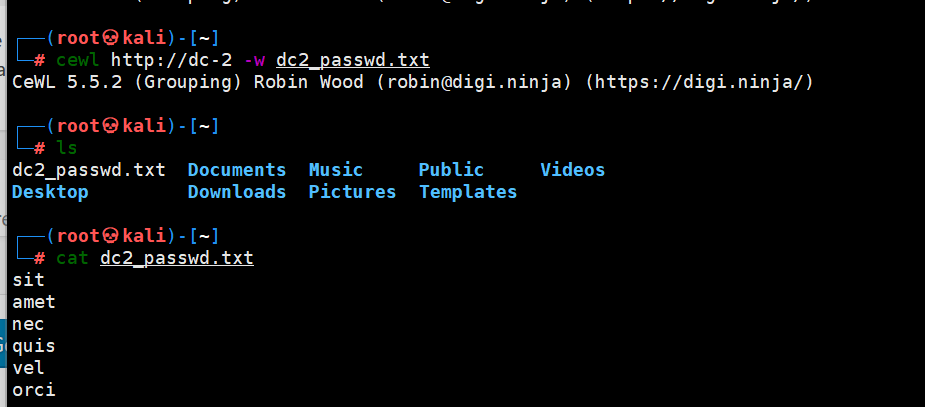 ┌──(root💀kali)-[~]
└─# cewl http://dc-2 -w dc2_passwd.txt
CeWL 5.5.2 (Grouping) Robin Wood (robin@digi.ninja) (https://digi.ninja/)
┌──(root💀kali)-[~]
└─# ls
dc2_passwd.txt  Documents  Music     Public     Videos
Desktop         Downloads  Pictures  Templates
┌──(root💀kali)-[~]
└─# cat dc2_passwd.txt
sit
amet
nec
quis
vel
orci